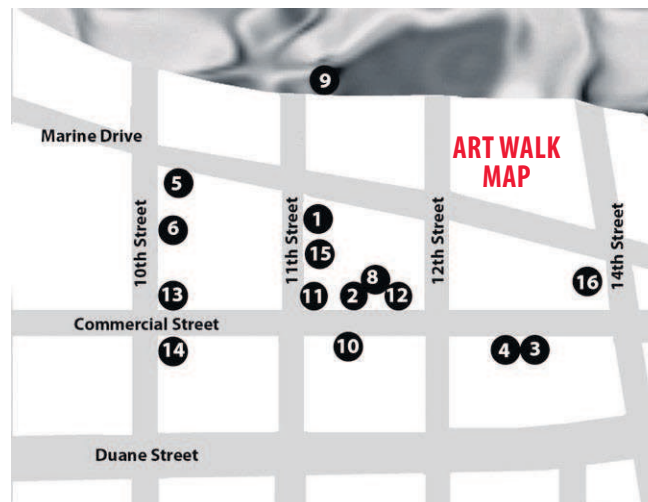 9
Marine Drive
ART WALK
MAP
5
1
6
10th Street
11th Street
15
12th Street
8
16
14th Street
13
11
2
12
Commercial Street
14
10
4
3
Duane Street